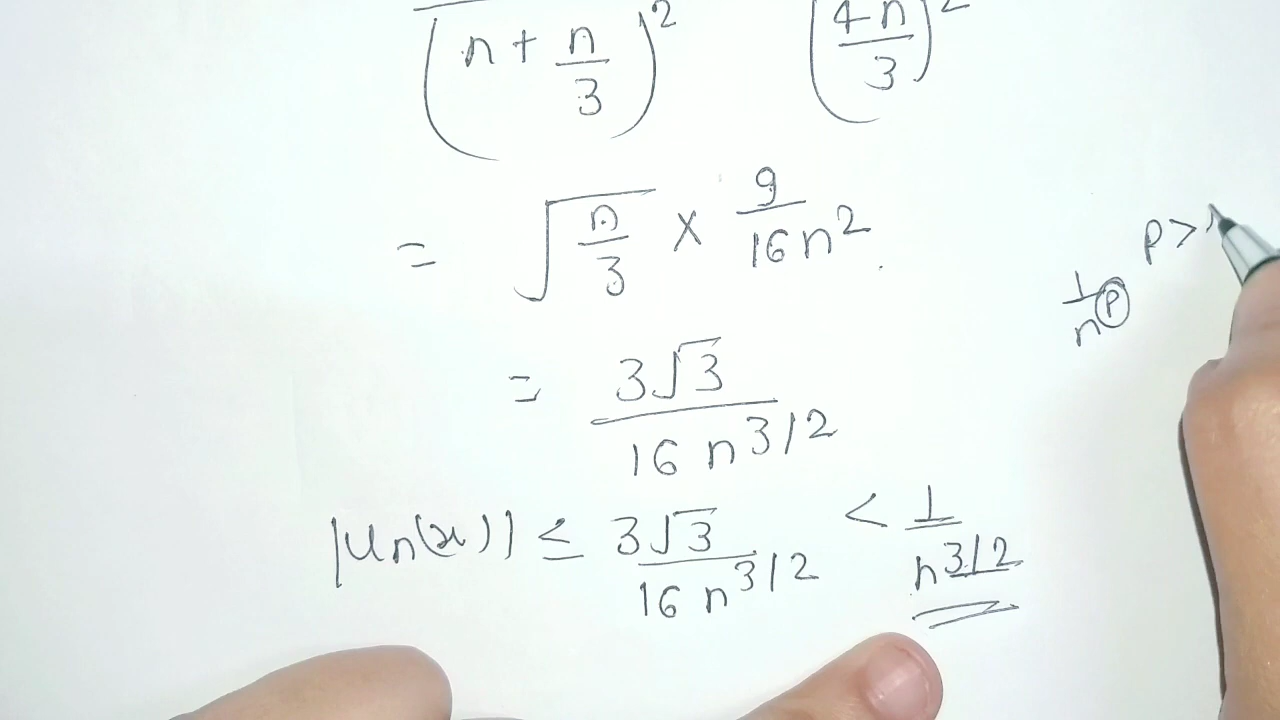 (n + n/3)² (4n/3)²
= √(n/3) × 9/16n²
1/n^p p >
= 3√3/16 n^3/2
|un(x)| ≤ 3√3/16 n^3/2 < 1/n^3/2